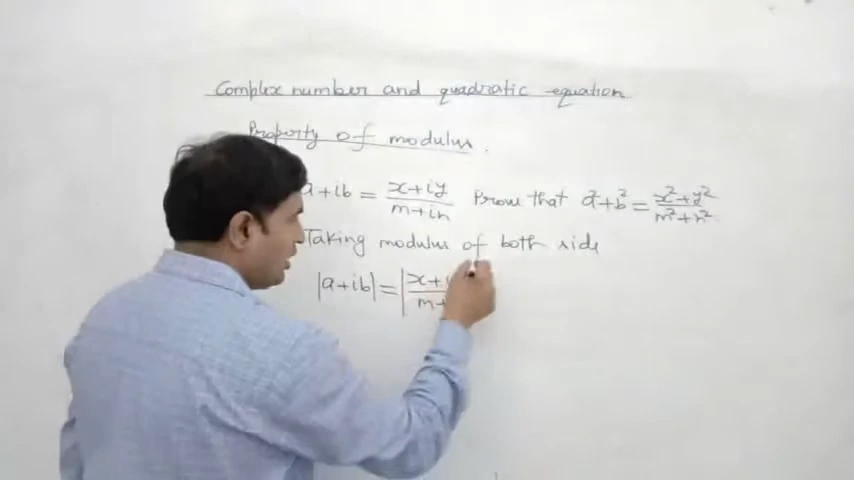 Complex number and quadratic equation
Property of modulus.
a+ib = x+iy/m+in Prove that a²+b² = x²+y²/m²+n²
Taking modulus of both side
|a+ib| = |x+
m+